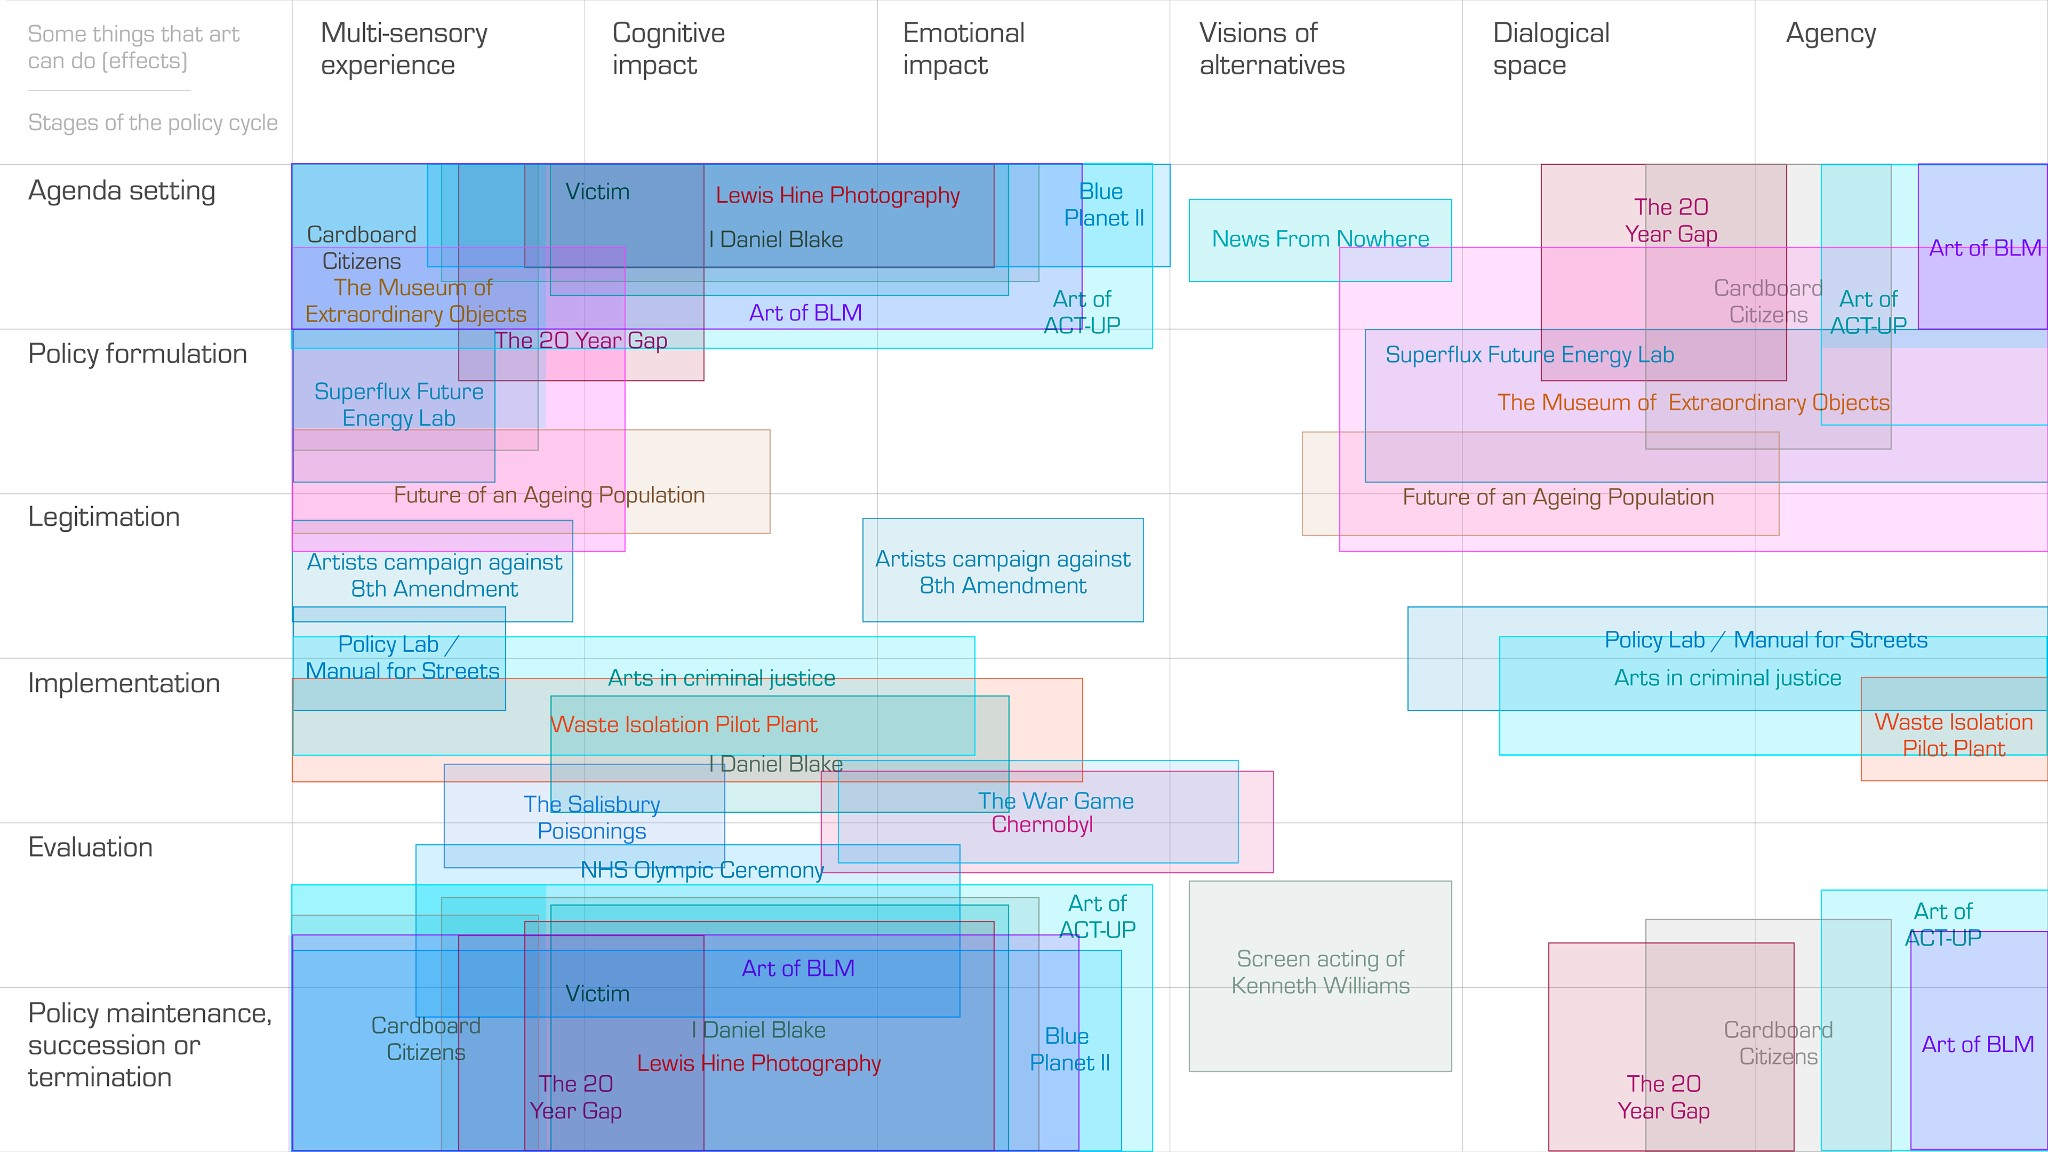 Some things that art
can do (effects)
Stages of the policy cycle
Multi-sensory
experience
Cognitive
impact
Emotional
impact
Visions of
alternatives
Dialogical
space
Agency
Agenda setting
Cardboard
Citizens
The Museum of
Extraordinary Objects
Victim
Lewis Hine Photography
I Daniel Blake
Art of BLM
Blue
Planet II
Art of
ACT-UP
News From Nowhere
The 20
Year Gap
Cardboard
Citizens
Art of
ACT-UP
Art of BLM
Policy formulation
The 20 Year Gap
Superflux Future
Energy Lab
Superflux Future Energy Lab
The Museum of Extraordinary Objects
Legitimation
Future of an Ageing Population
Future of an Ageing Population
Artists campaign against
8th Amendment
Artists campaign against
8th Amendment
Policy Lab /
Manual for Streets
Policy Lab / Manual for Streets
Implementation
Arts in criminal justice
Arts in criminal justice
Waste Isolation Pilot Plant
Waste Isolation
Pilot Plant
I Daniel Blake
The Salisbury
Poisonings
The War Game
Chernobyl
Evaluation
NHS Olympic Ceremony
Art of
ACT-UP
Art of
ACT-UP
Art of BLM
Victim
Screen acting of
Kenneth Williams
Policy maintenance,
succession or
termination
Cardboard
Citizens
I Daniel Blake
Lewis Hine Photography
Blue
Planet II
The 20
Year Gap
Cardboard
Citizens
The 20
Year Gap
Art of BLM